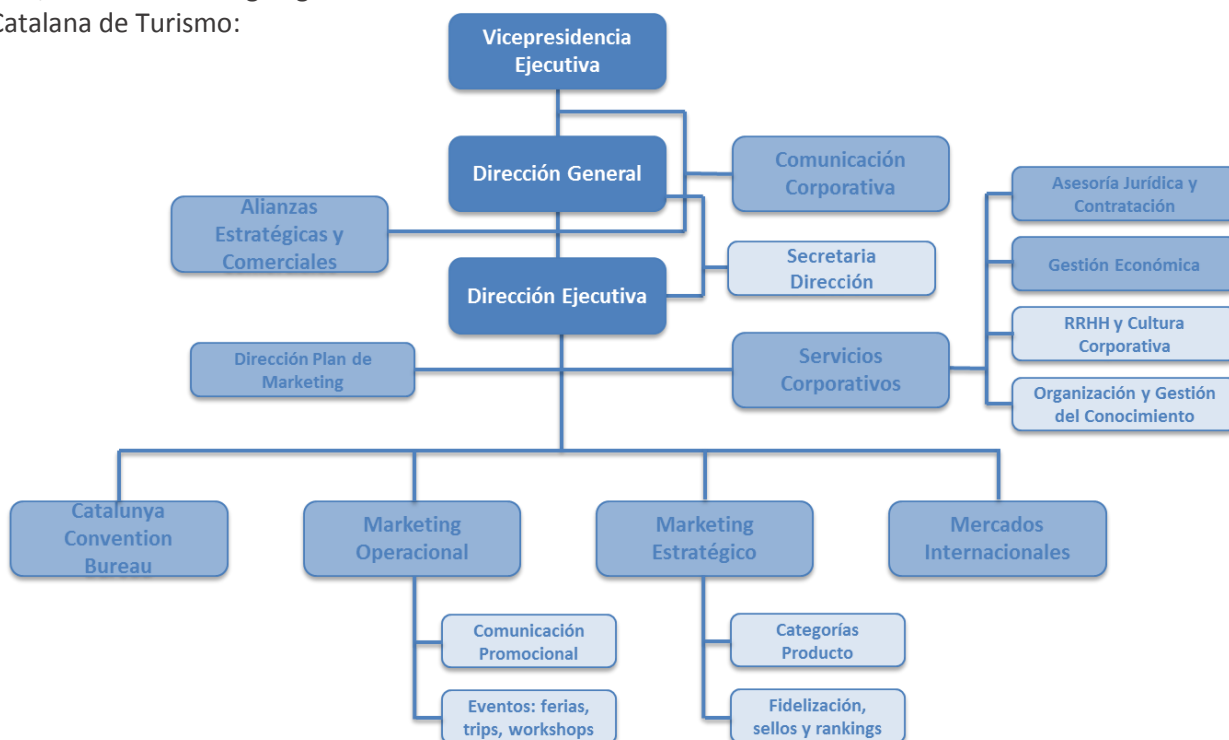 Catalana de Turismo:
Vicepresidencia
Ejecutiva
Dirección General
Comunicación
Corporativa
Asesoría Jurídica y
Contratación
Alianzas
Estratégicas y
Comerciales
Secretaria
Dirección
Gestión Económica
Dirección Ejecutiva
RRHH y Cultura
Corporativa
Dirección Plan de
Marketing
Servicios
Corporativos
Organización y Gestión
del Conocimiento
Catalunya
Convention
Bureau
Marketing
Operacional
Marketing
Estratégico
Mercados
Internacionales
Comunicación
Promocional
Categorías
Producto
Eventos: ferias,
trips, workshops
Fidelización,
sellos y rankings